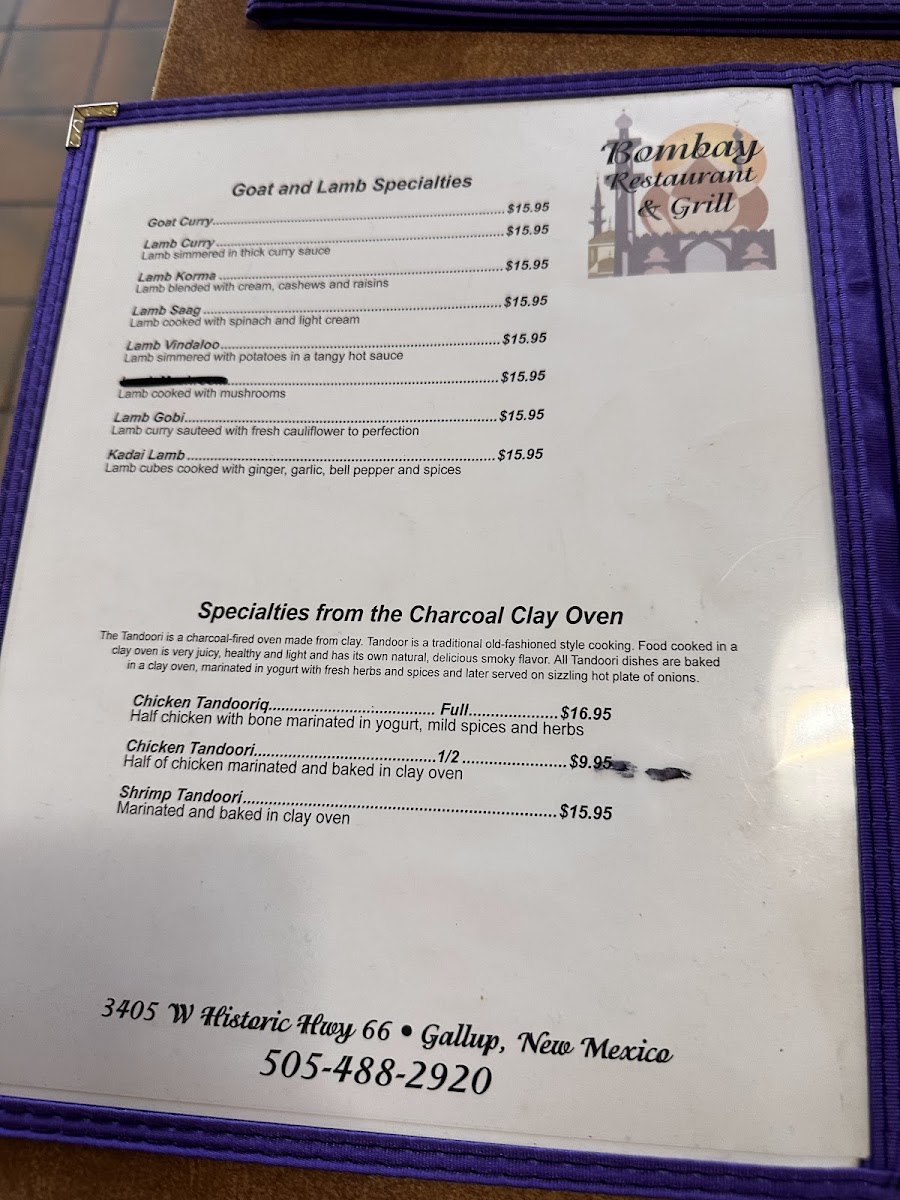 Bombay
Restaurant
& Grill
Goat and Lamb Specialties
Goat Curry.....$15.95
Lamb Curry.....$15.95
Lamb simmered in thick curry sauce
Lamb Korma.....$15.95
Lamb blended with cream, cashews and raisins
Lamb Saag.....$15.95
Lamb cooked with spinach and light cream
Lamb Vindaloo.....$15.95
Lamb simmered with potatoes in a tangy hot sauce
.....$15.95
Lamb cooked with mushrooms
Lamb Gobi.....$15.95
Lamb curry sauteed with fresh cauliflower to perfection
Kadai Lamb.....$15.95
Lamb cubes cooked with ginger, garlic, bell pepper and spices
Specialties from the Charcoal Clay Oven
The Tandoori is a charcoal-fired oven made from clay. Tandoor is a traditional old-fashioned style cooking. Food cooked in a
clay oven is very juicy, healthy and light and has its own natural, delicious smoky flavor. All Tandoori dishes are baked
in a clay oven, marinated in yogurt with fresh herbs and spices and later served on sizzling hot plate of onions.
Chicken Tandooriq..... Full.....$16.95
Half chicken with bone marinated in yogurt, mild spices and herbs
Chicken Tandoori.....1/2.....$9.95
Half of chicken marinated and baked in clay oven
Shrimp Tandoori.....$15.95
Marinated and baked in clay oven
3405 W Historic Hwy 66 • Gallup, New Mexico
505-488-2920